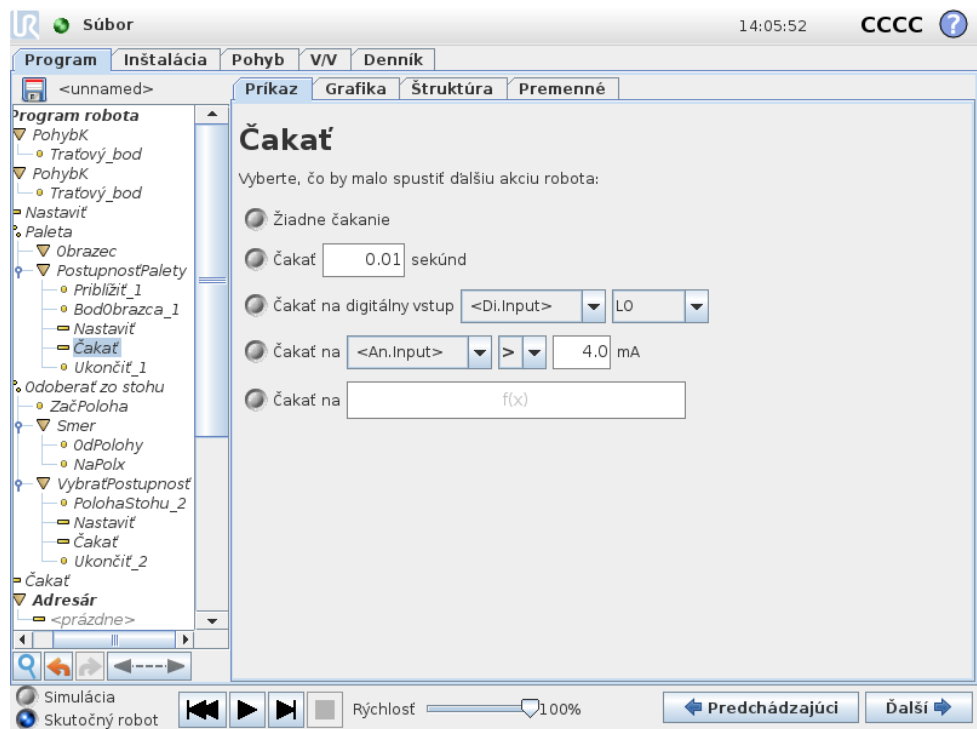 UR Súbor 14:05:52 CCCC ?
Program Inštalácia Pohyb V/V Denník
<unnamed>
Príkaz Grafika Štruktúra Premenné
Program robota
PohybK
Traťový_bod
PohybK
Traťový_bod
Nastaviť
Paleta
Obrazec
PostupnosťPalety
Priblížiť_1
BodObrazca_1
Nastaviť
Čakať
Ukončiť_1
Odoberať zo stohu
ZačPoloha
Smer
OdPolohy
NaPolx
VybraťPostupnosť
PolohaStohu_2
Nastaviť
Čakať
Ukončiť_2
Čakať
Adresár
<prázdne>
Čakať
Vyberte, čo by malo spustiť ďalšiu akciu robota:
Žiadne čakanie
Čakať 0.01 sekúnd
Čakať na digitálny vstup <Di.Input> LO
Čakať na <An.Input> > 4.0 mA
Čakať na f(x)
Simulácia
Skutočný robot
Rýchlosť 100%
Predchádzajúci Ďalší